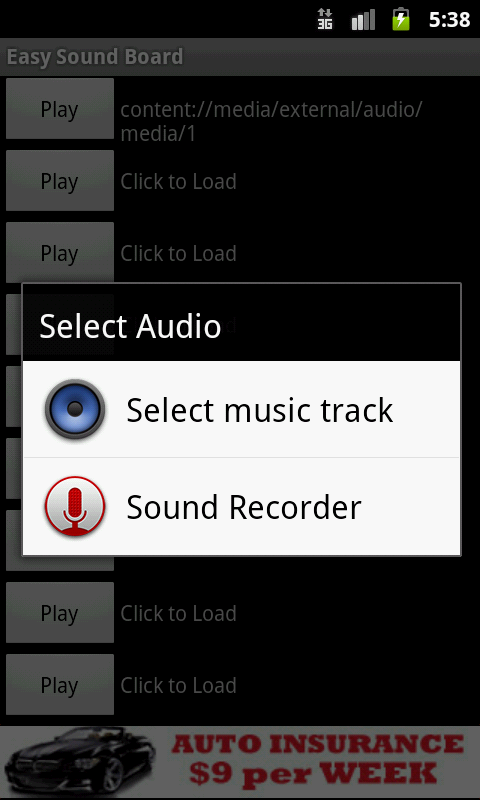 3G
5:38
Easy Sound Board
Play
content://media/external/audio/
media/1
Play
Click to Load
Play
Click to Load
Select Audio
Select music track
Sound Recorder
Play
Click to Load
Play
Click to Load
AUTO INSURANCE
$9 per WEEK